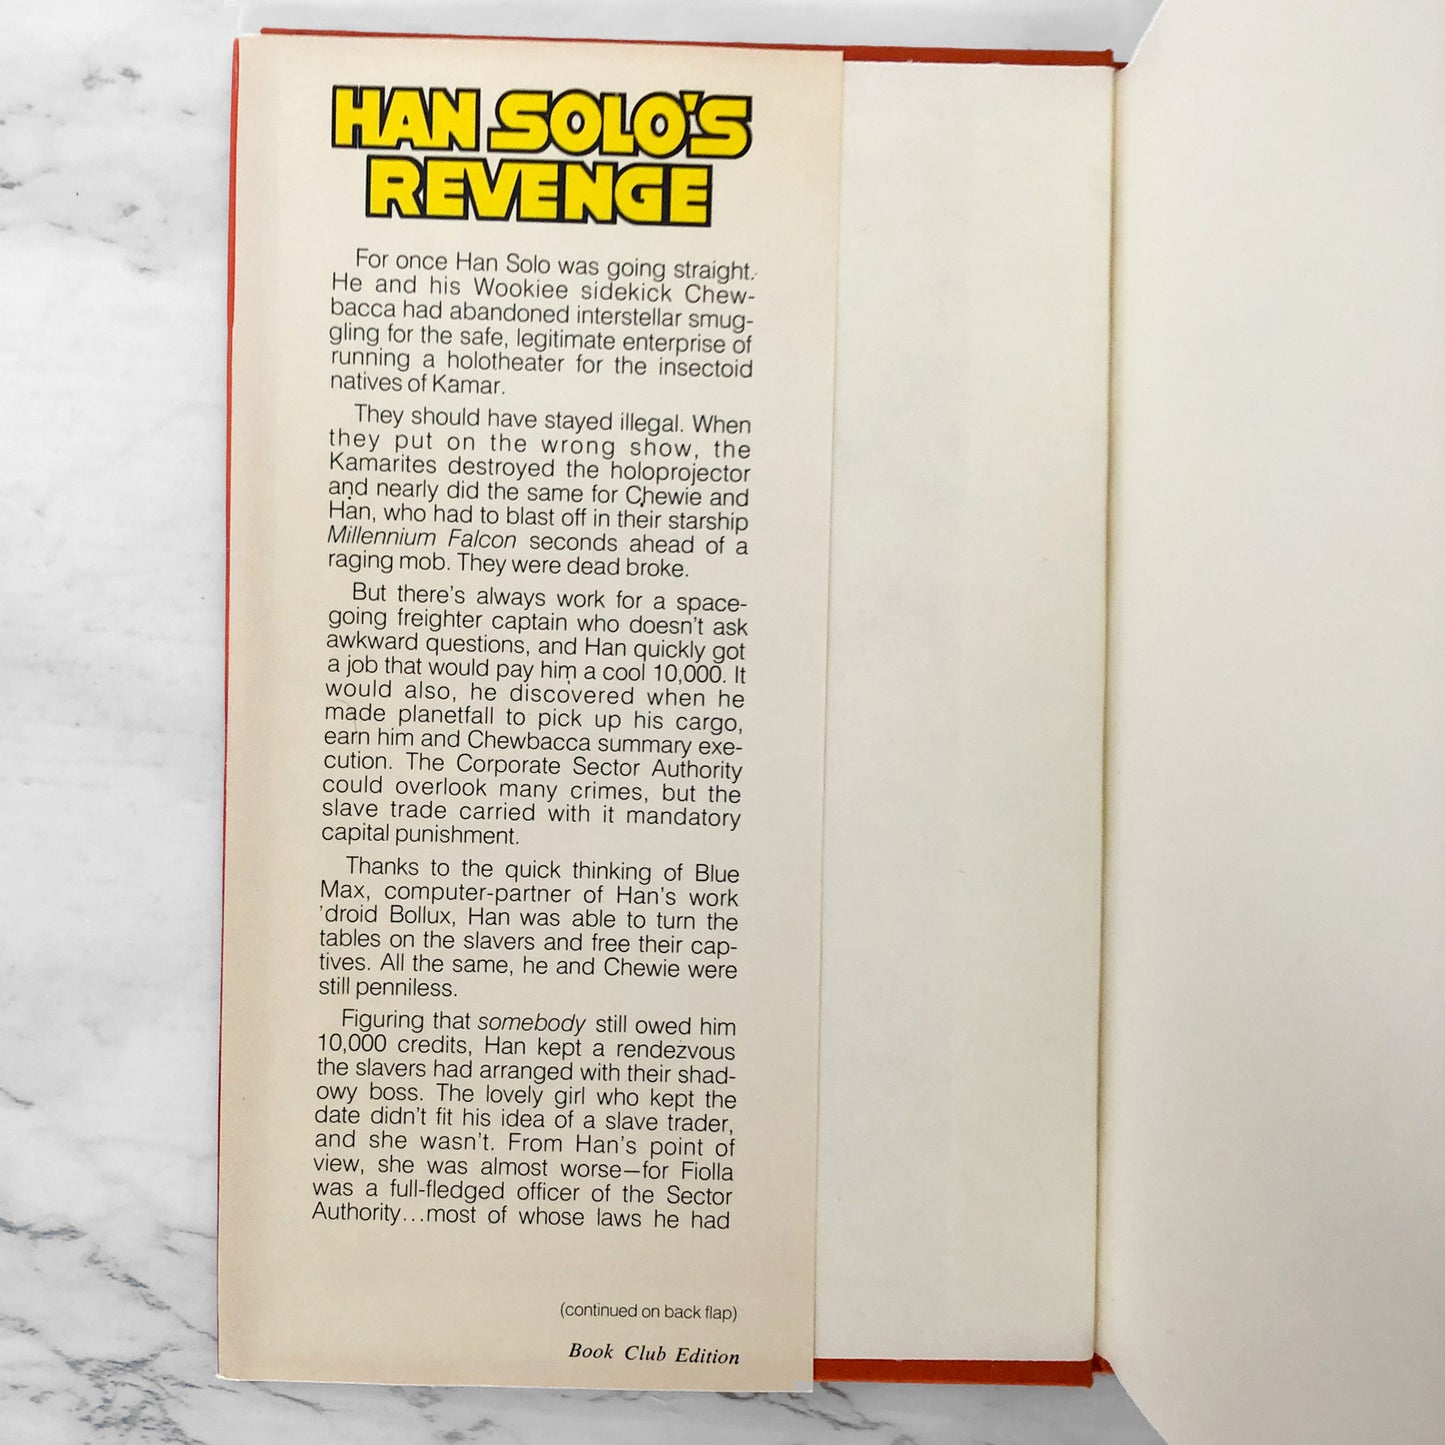 HAN SOLO'S
REVENGE
For once Han Solo was going straight.
He and his Wookiee sidekick Chew-
bacca had abandoned interstellar smug-
gling for the safe, legitimate enterprise of
running a holotheater for the insectoid
natives of Kamar.
They should have stayed illegal. When
they put on the wrong show, the
Kamarites destroyed the holoprojector
and nearly did the same for Chewie and
Han, who had to blast off in their starship
Millennium Falcon seconds ahead of a
raging mob. They were dead broke.
But there's always work for a space-
going freighter captain who doesn't ask
awkward questions, and Han quickly got
a job that would pay him a cool 10,000. It
would also, he discovered when he
made planetfall to pick up his cargo,
earn him and Chewbacca summary exe-
cution. The Corporate Sector Authority
could overlook many crimes, but the
slave trade carried with it mandatory
capital punishment.
Thanks to the quick thinking of Blue
Max, computer-partner of Han's work
'droid Bollux, Han was able to turn the
tables on the slavers and free their cap-
tives. All the same, he and Chewie were
still penniless.
Figuring that somebody still owed him
10,000 credits, Han kept a rendezvous
the slavers had arranged with their shad-
owy boss. The lovely girl who kept the
date didn't fit his idea of a slave trader,
and she wasn't. From Han's point of
view, she was almost worse—for Fiolla
was a full-fledged officer of the Sector
Authority...most of whose laws he had
(continued on back flap)
Book Club Edition